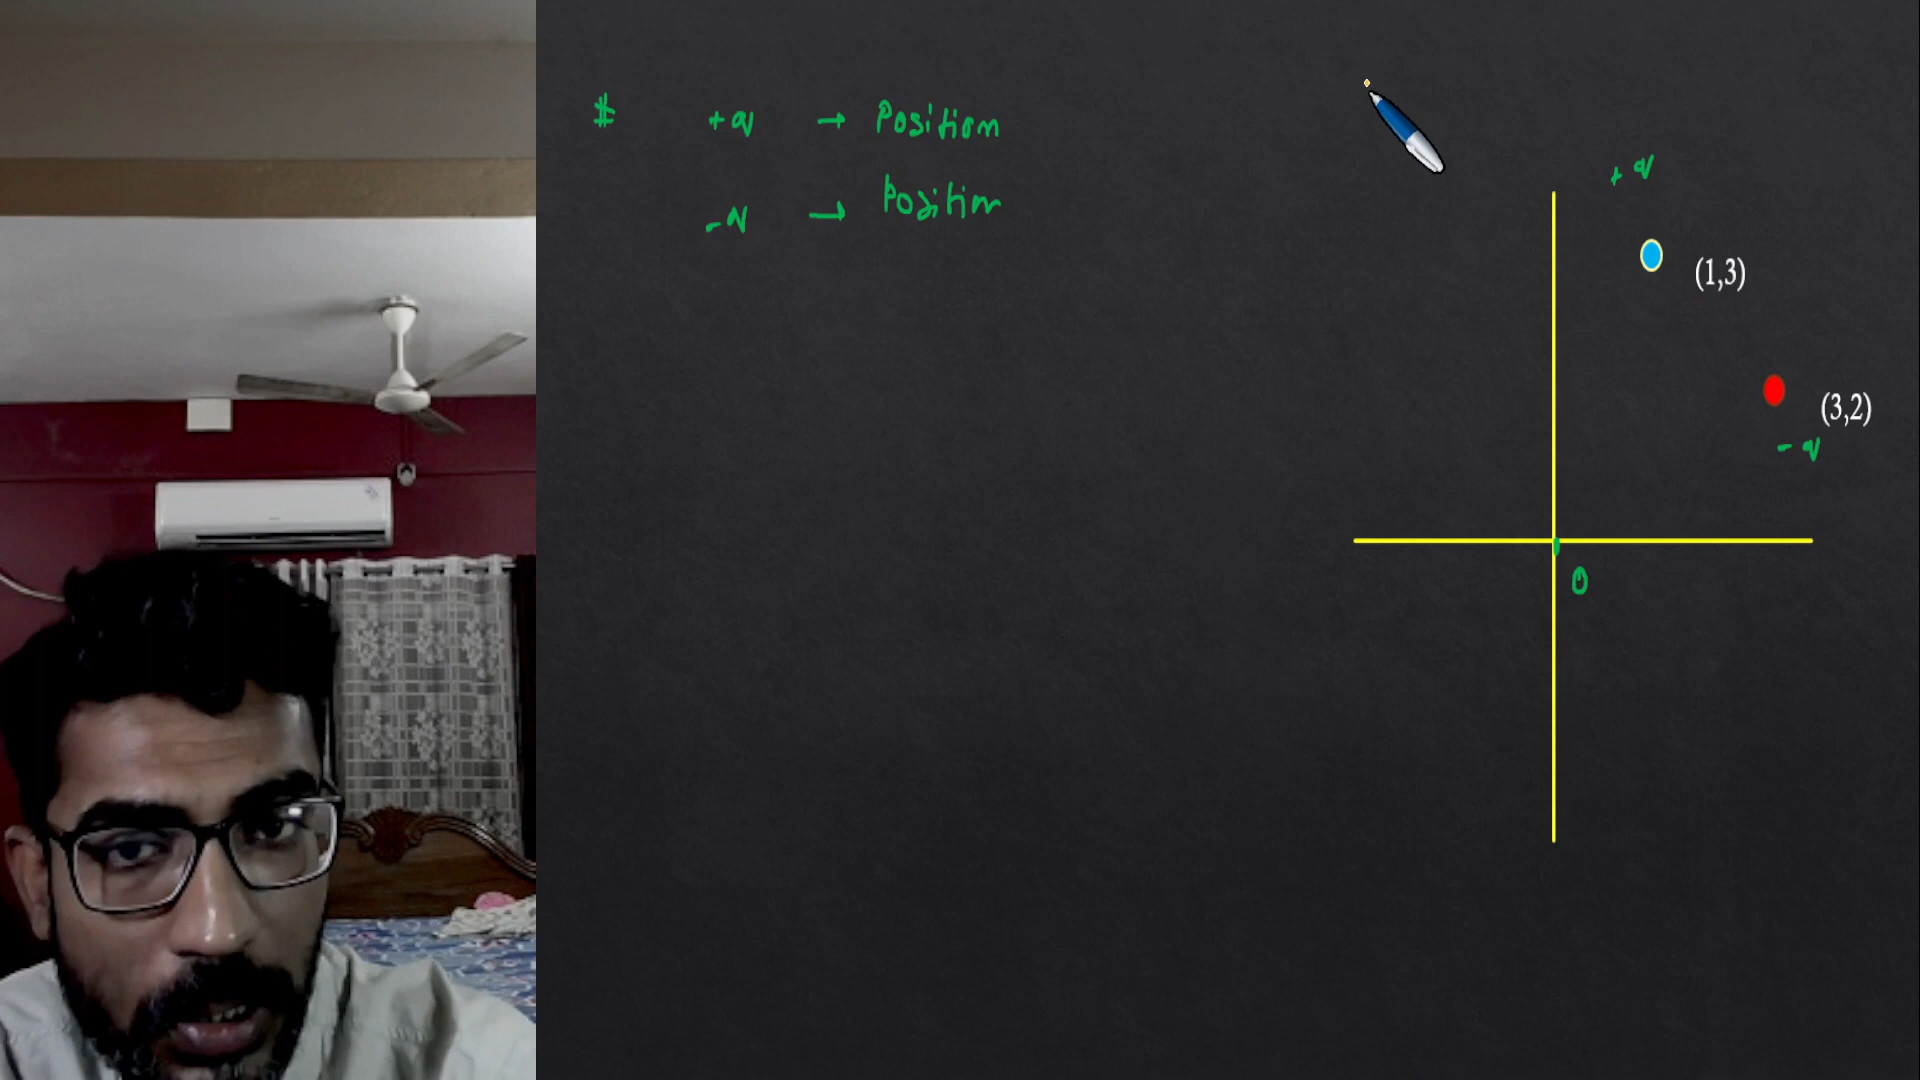 # +q → Position
-q → Position
+q
(1,3)
(3,2)
-q
0